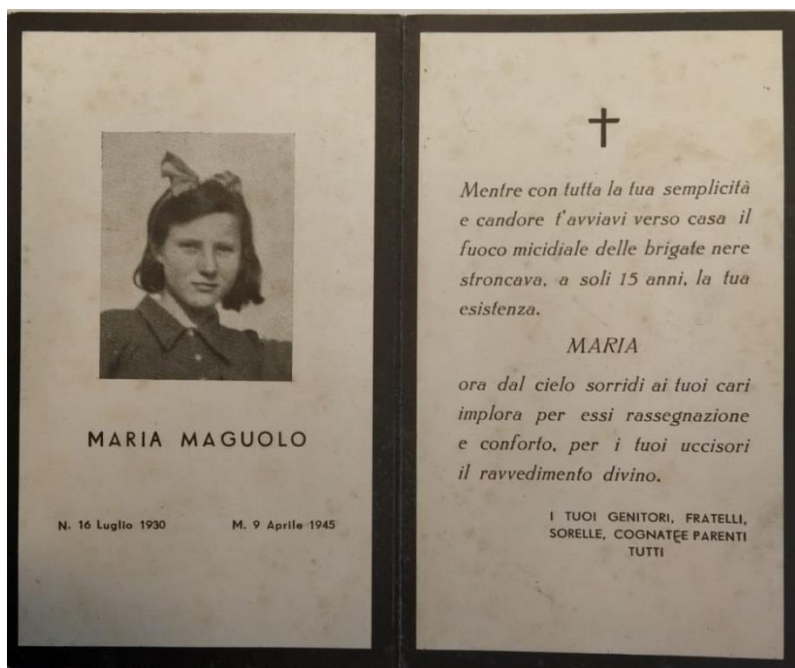 MARIA MAGUOLO
N. 16 Luglio 1930 M. 9 Aprile 1945
Mentre con tutta la tua semplicità
e candore t'avviavi verso casa il
fuoco micidiale delle brigate nere
stroncava, a soli 15 anni, la tua
esistenza.
MARIA
ora dal cielo sorridi ai tuoi cari
implora per essi rassegnazione
e conforto, per i tuoi uccisori
il ravvedimento divino.
I TUOI GENITORI, FRATELLI,
SORELLE, COGNATE E PARENTI
TUTTI